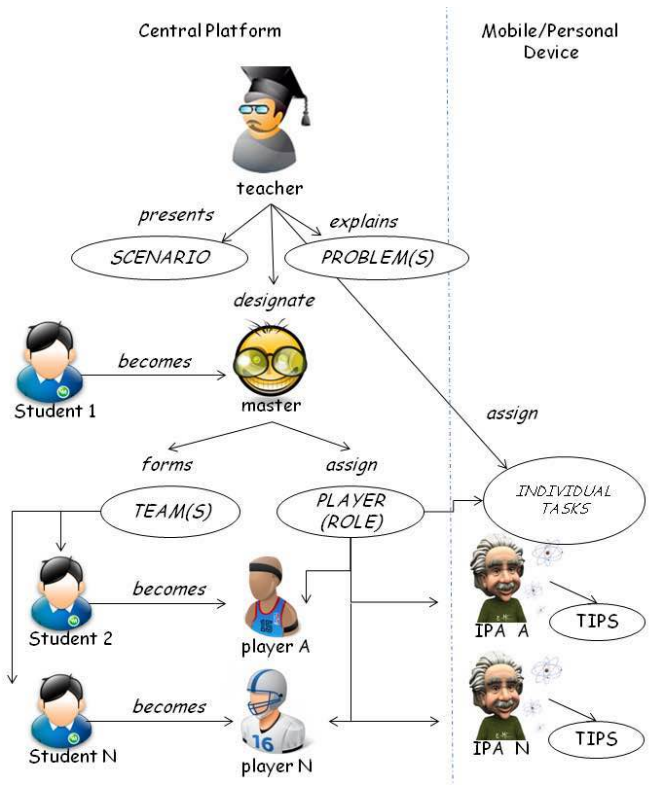 Central Platform
Mobile/Personal
Device
teacher
presents
explains
SCENARIO
PROBLEM(S)
designate
becomes
Student 1
master
assign
forms
assign
TEAM(S)
PLAYER
(ROLE)
INDIVIDUAL
TASKS
becomes
Student 2
player A
IPA A
TIPS
becomes
16
Student N
player N
IPA N
TIPS